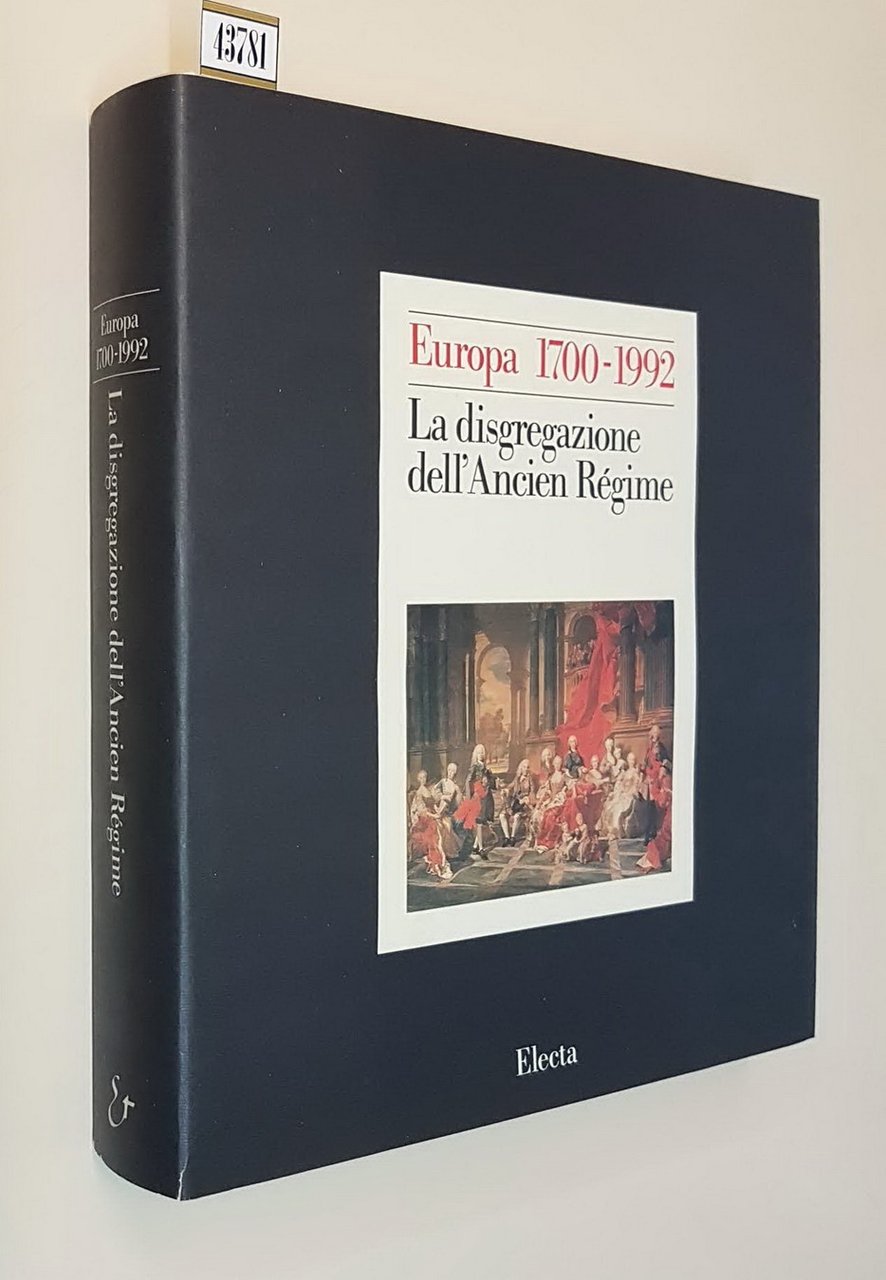 43781
Europa
1700-1992
La disgregazione dell'Ancien Régime
Europa 1700-1992
La disgregazione
dell'Ancien Régime
Electa